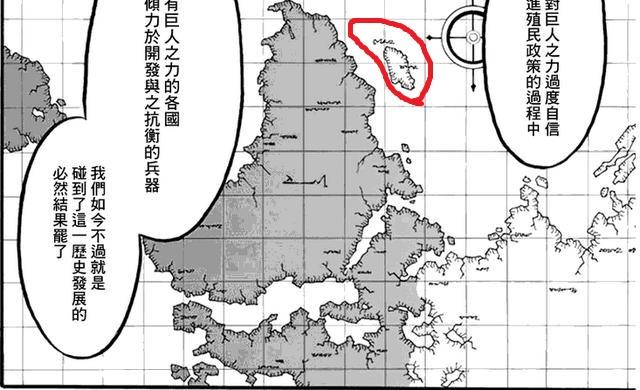 對巨人之力過度自信
進殖民政策的過程中
有巨人之力的各國
傾力於開發與之抗衡的兵器
我們如今不過就是
碰到了這一歷史發展的
必然結果罷了